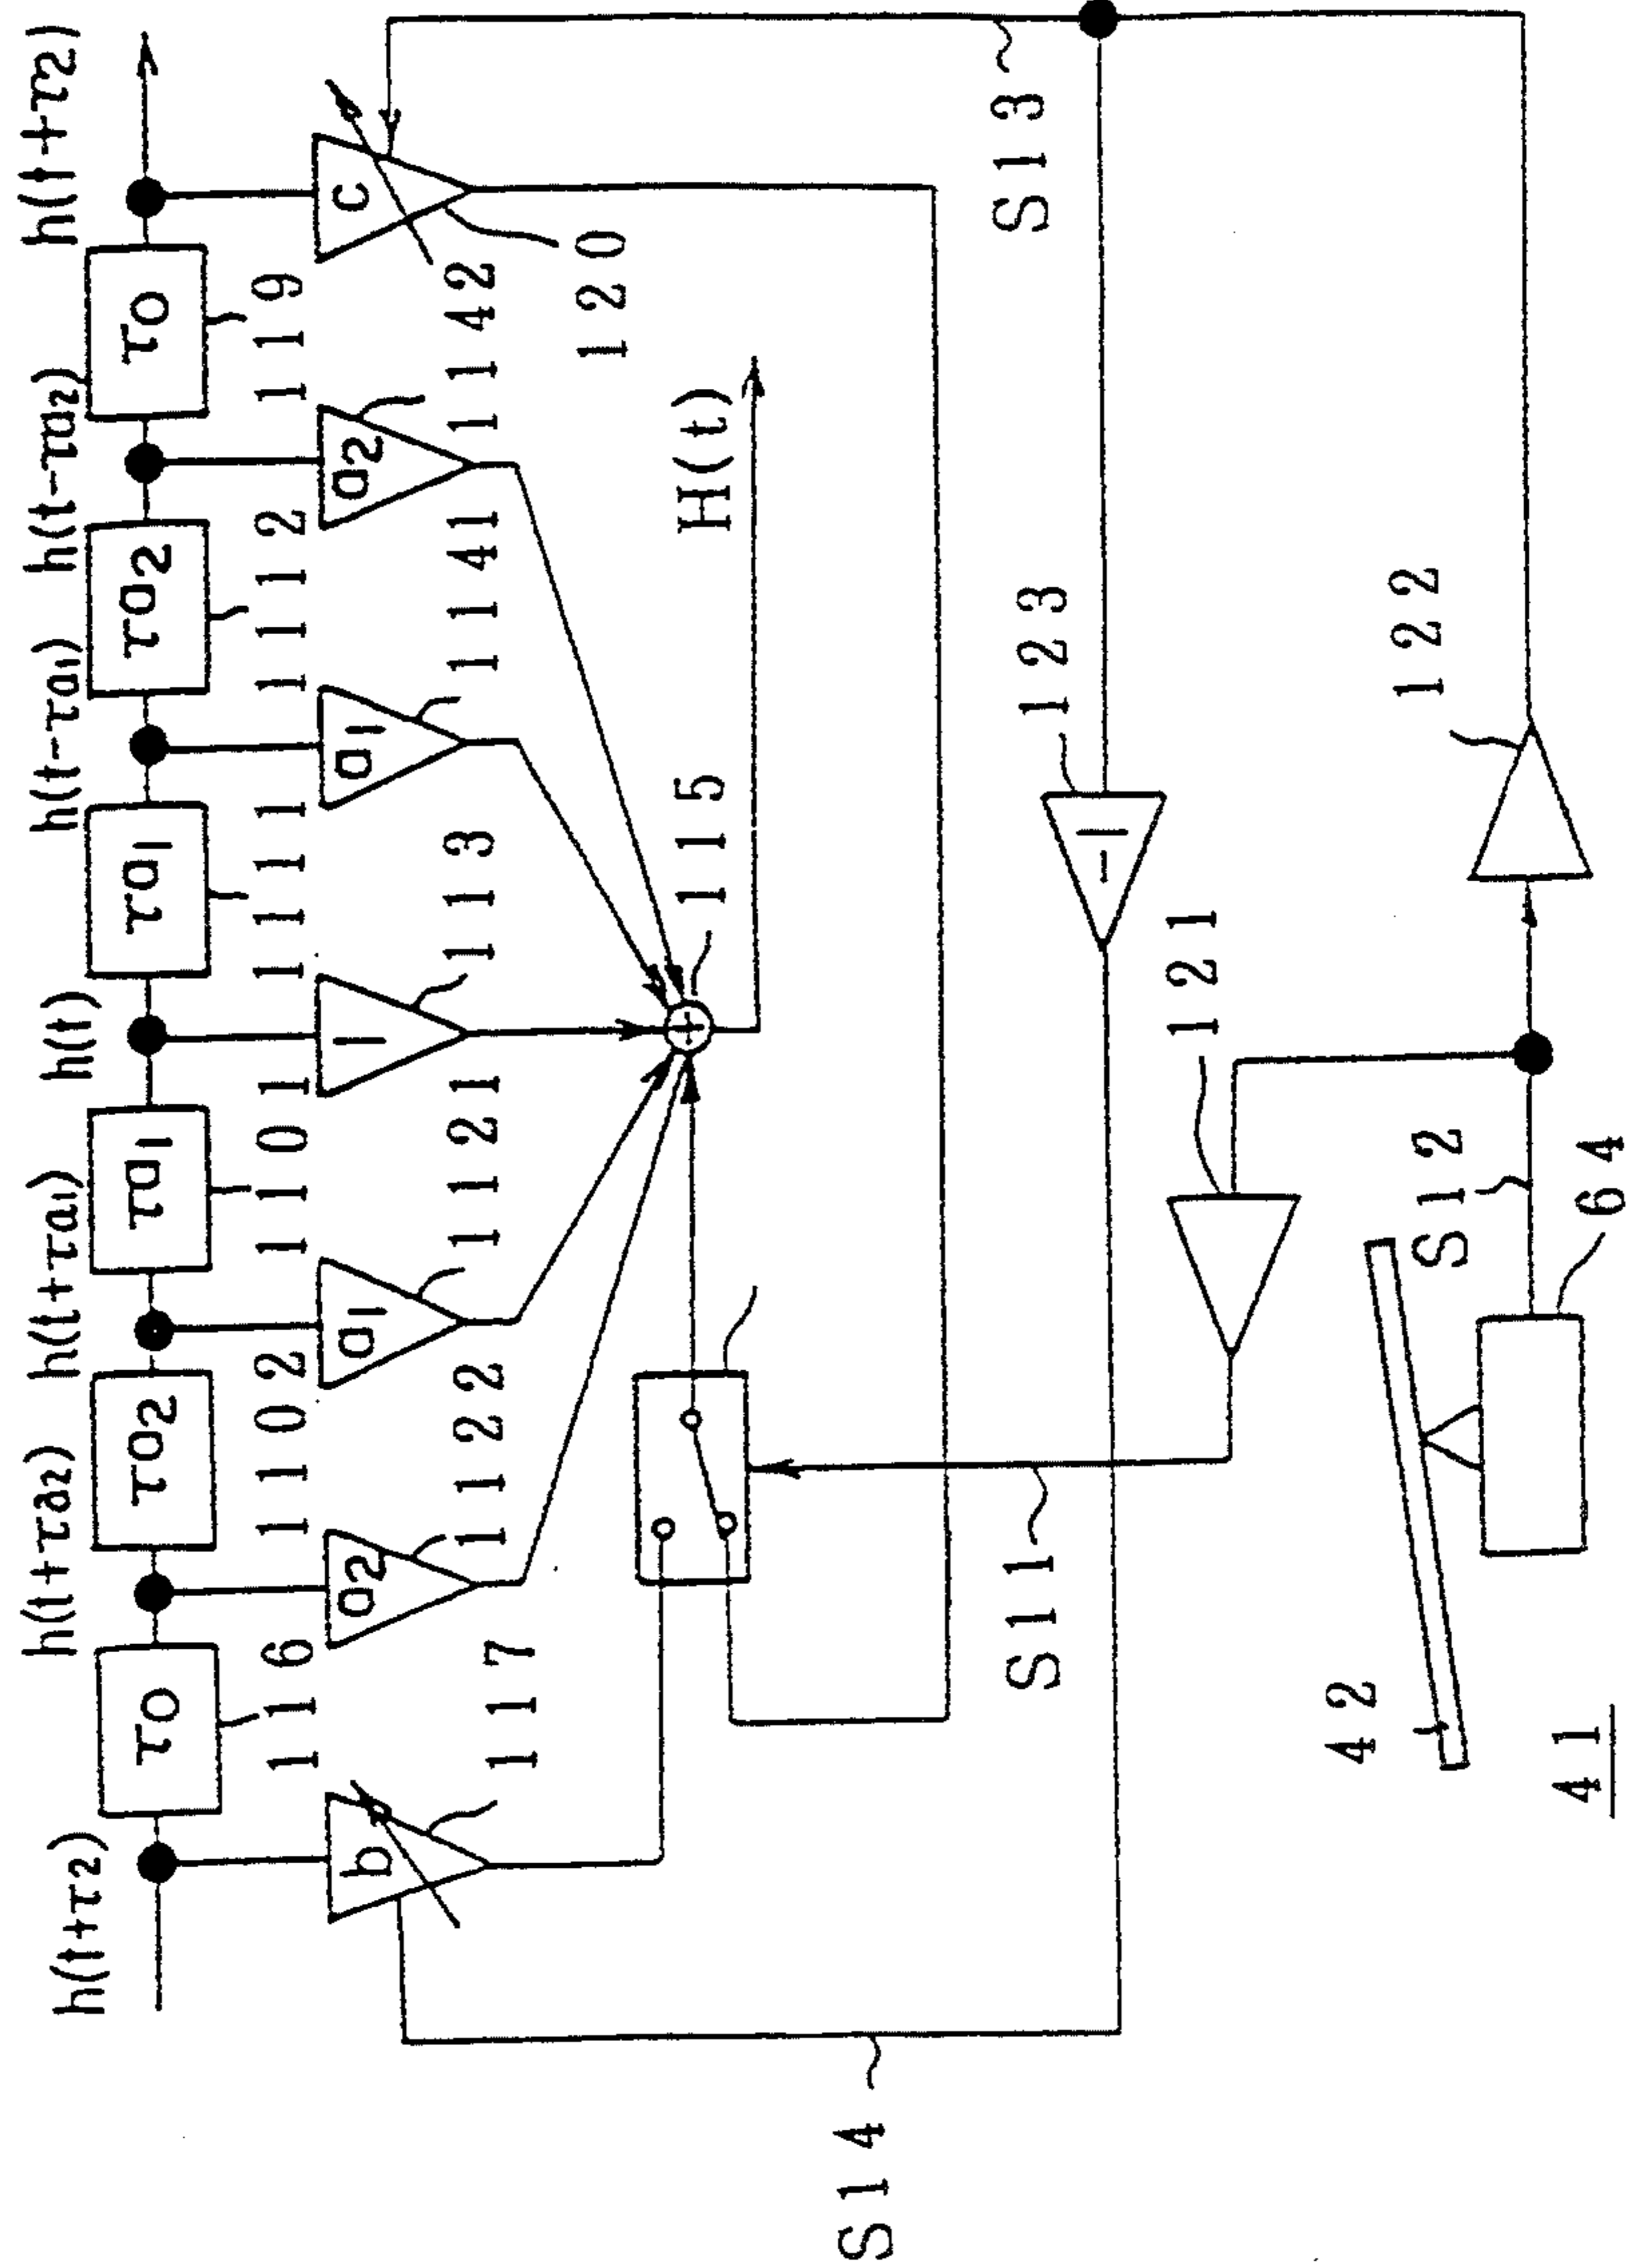 h(t+τ2) h(t+τa2) h(t+τa1) h(t) h(t-τa1) h(t-τa2) h(t+τ2)
τ0 τa2 τa1 τa1 τa2 τ0
116 1102 1101 1111 1112 119
b a2 a1 1 a1 a2 c
117 1122 1121 113 1141 1142
120
115 H(t)
+
S14
S11 S13
123
-1
121
42 S12 122
41 64